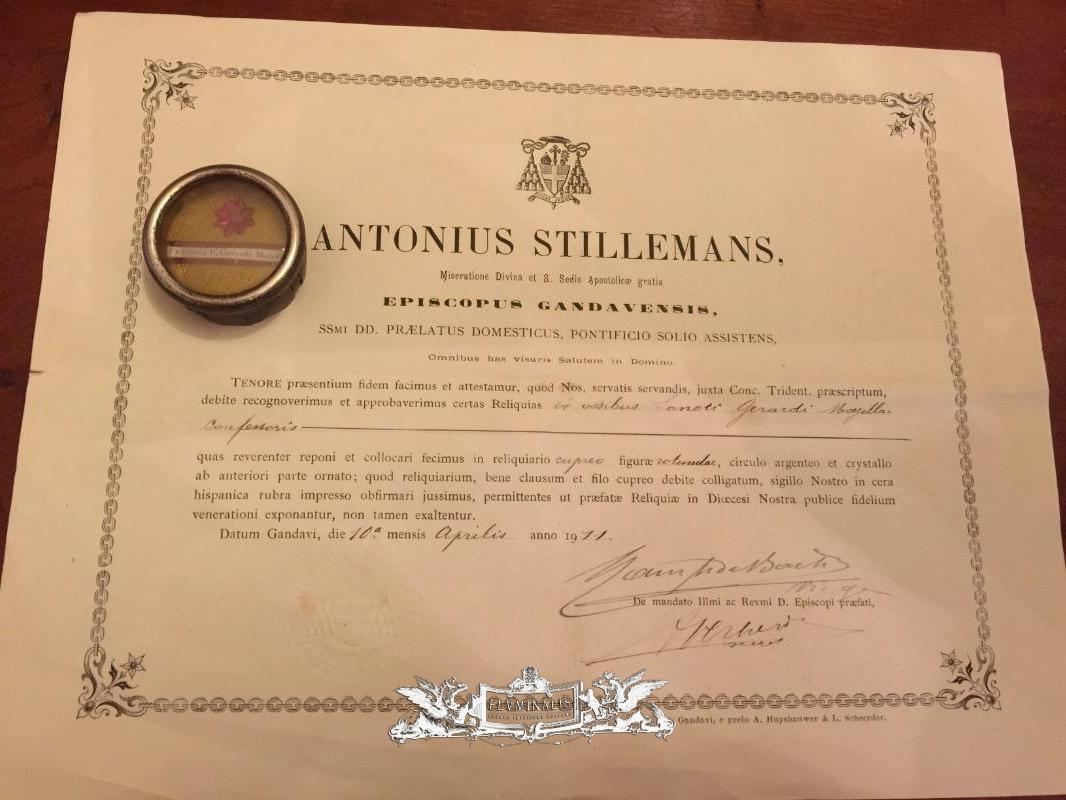 ANTONIUS STILLEMANS,
Miseratione Divina et S. Sedis Apostolicæ gratia
EPISCOPUS GANDAVENSIS,
SSMI DD. PRÆLATUS DOMESTICUS, PONTIFICIO SOLIO ASSISTENS,
Omnibus has visuris Salutem in Domino.
TENORE præsentium fidem facimus et attestamur, quod Nos, servatis servandis, juxta Conc. Trident. præscriptum,
debite recognoverimus et approbaverimus certas Reliquias ex ossibus Sancti Gerardi Majella
Confessoris
quas reverenter reponi et collocari fecimus in reliquiario cupreo figuræ rotundae, circulo argenteo et crystallo
ab anteriori parte ornato; quod reliquiarium, bene clausum et filo cupreo debite colligatum, sigillo Nostro in cera
hispanica rubra impresso obfirmari jussimus, permittentes ut præfatæ Reliquiæ in Diœcesi Nostra publice fidelium
venerationi exponantur, non tamen exaltentur.
Datum Gandavi, die 10a mensis Aprilis anno 1911.
De mandato Illmi ac Revmi D. Episcopi præfati,
Gandavi, e prelo A. Huyshauwer & L. Scheerder.
FLVMINALIS